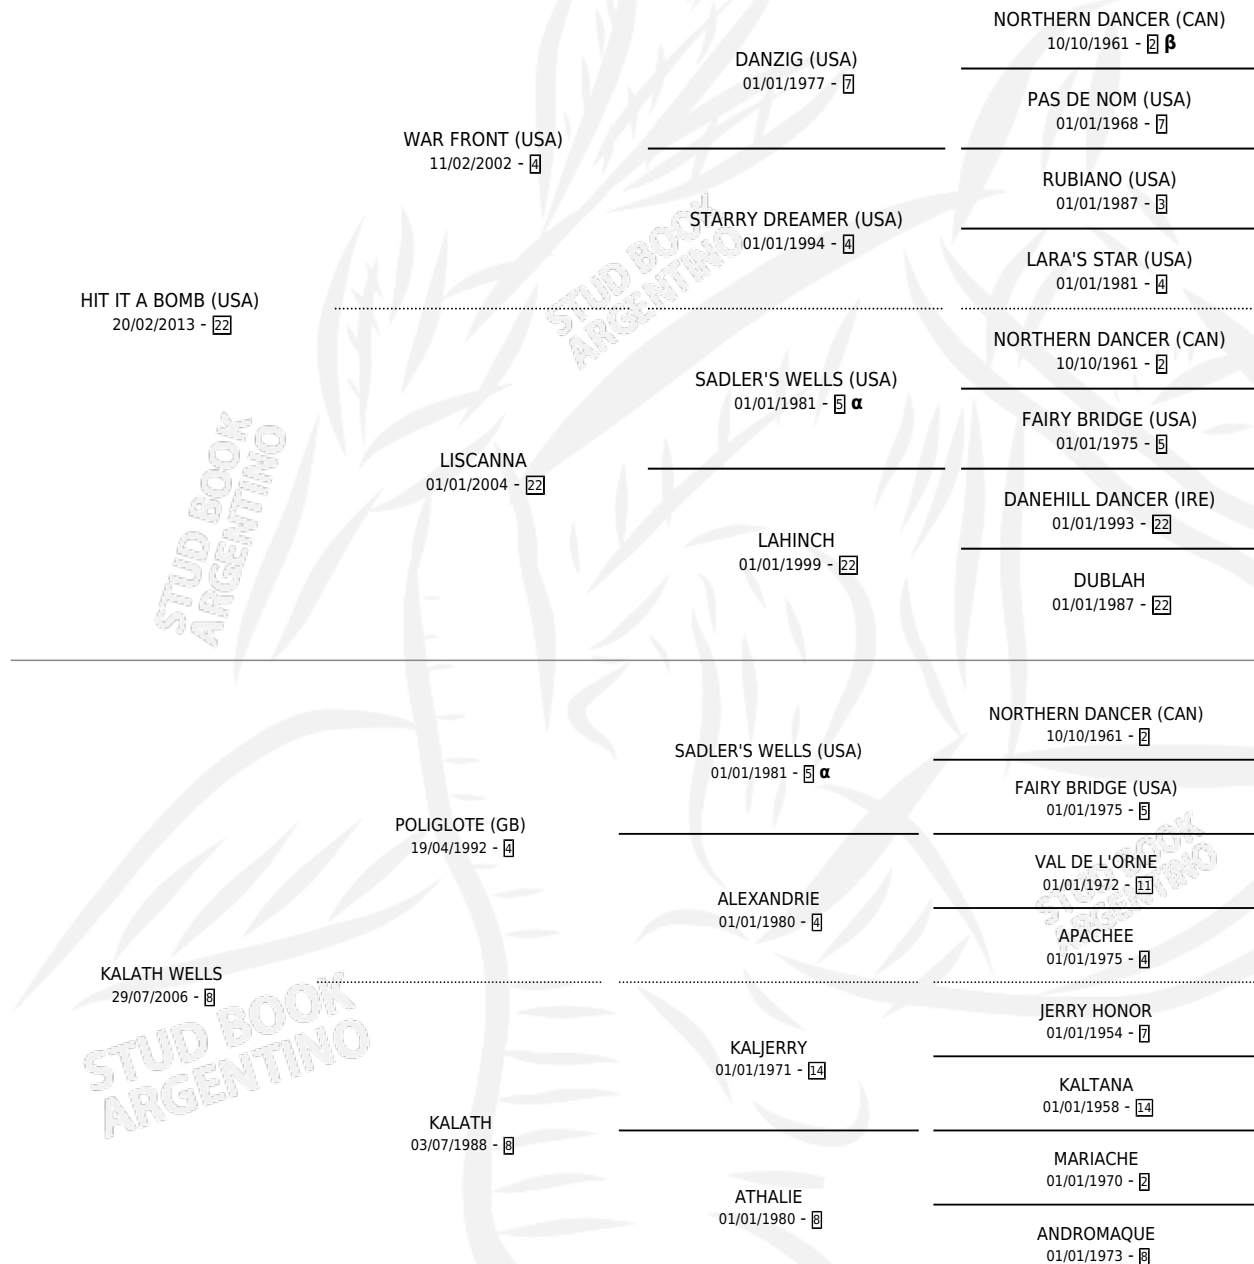 HIT IT A BOMB (USA)
20/02/2013 - 22
WAR FRONT (USA)
11/02/2002 - 4
DANZIG (USA)
01/01/1977 - 7
NORTHERN DANCER (CAN)
10/10/1961 - 2 β
PAS DE NOM (USA)
01/01/1968 - 7
STARRY DREAMER (USA)
01/01/1994 - 4
RUBIANO (USA)
01/01/1987 - 3
LARA'S STAR (USA)
01/01/1981 - 4
LISCANNA
01/01/2004 - 22
SADLER'S WELLS (USA)
01/01/1981 - 5 α
NORTHERN DANCER (CAN)
10/10/1961 - 2
FAIRY BRIDGE (USA)
01/01/1975 - 5
LAHINCH
01/01/1999 - 22
DANEHILL DANCER (IRE)
01/01/1993 - 22
DUBLAH
01/01/1987 - 22
KALATH WELLS
29/07/2006 - 8
POLIGLOTE (GB)
19/04/1992 - 4
SADLER'S WELLS (USA)
01/01/1981 - 5 α
NORTHERN DANCER (CAN)
10/10/1961 - 2
FAIRY BRIDGE (USA)
01/01/1975 - 5
ALEXANDRIE
01/01/1980 - 4
VAL DE L'ORNE
01/01/1972 - 11
APACHEE
01/01/1975 - 4
KALATH
03/07/1988 - 8
KALJERRY
01/01/1971 - 14
JERRY HONOR
01/01/1954 - 7
KALTANA
01/01/1958 - 14
ATHALIE
01/01/1980 - 8
MARIACHE
01/01/1970 - 2
ANDROMAQUE
01/01/1973 - 8
STUD BOOK
ARGENTINO
STUD BOOK
ARGENTINO
STUD BOOK
ARGENTINO
STUD BOOK
ARGENTINO